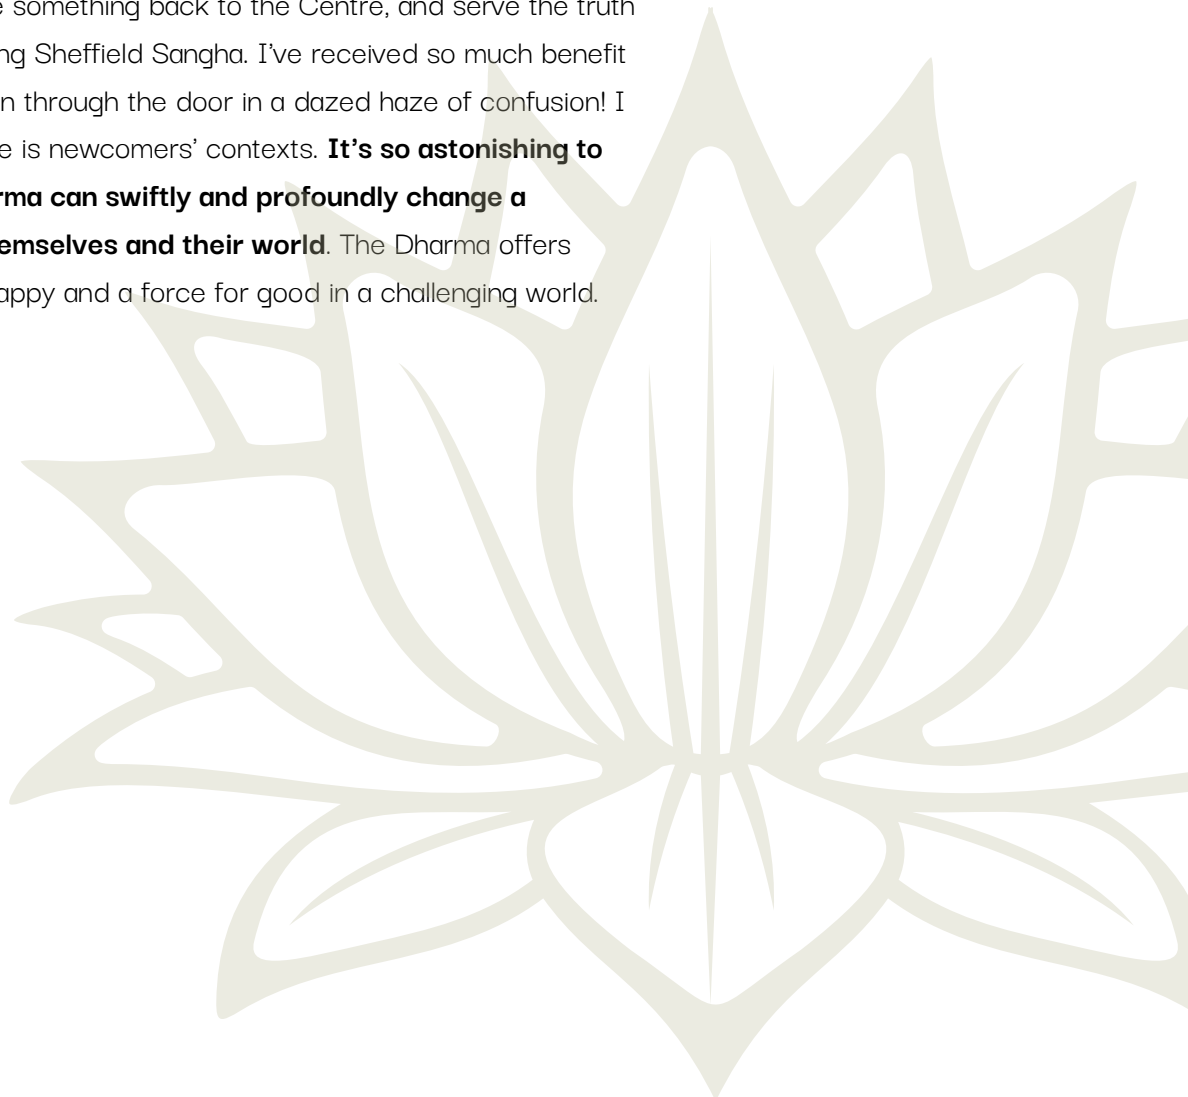 something back to the Centre, and serve the truth
ng Sheffield Sangha. I've received so much benefit
n through the door in a dazed haze of confusion! I
e is newcomers' contexts. It's so astonishing to
rma can swiftly and profoundly change a
emselves and their world. The Dharma offers
appy and a force for good in a challenging world.